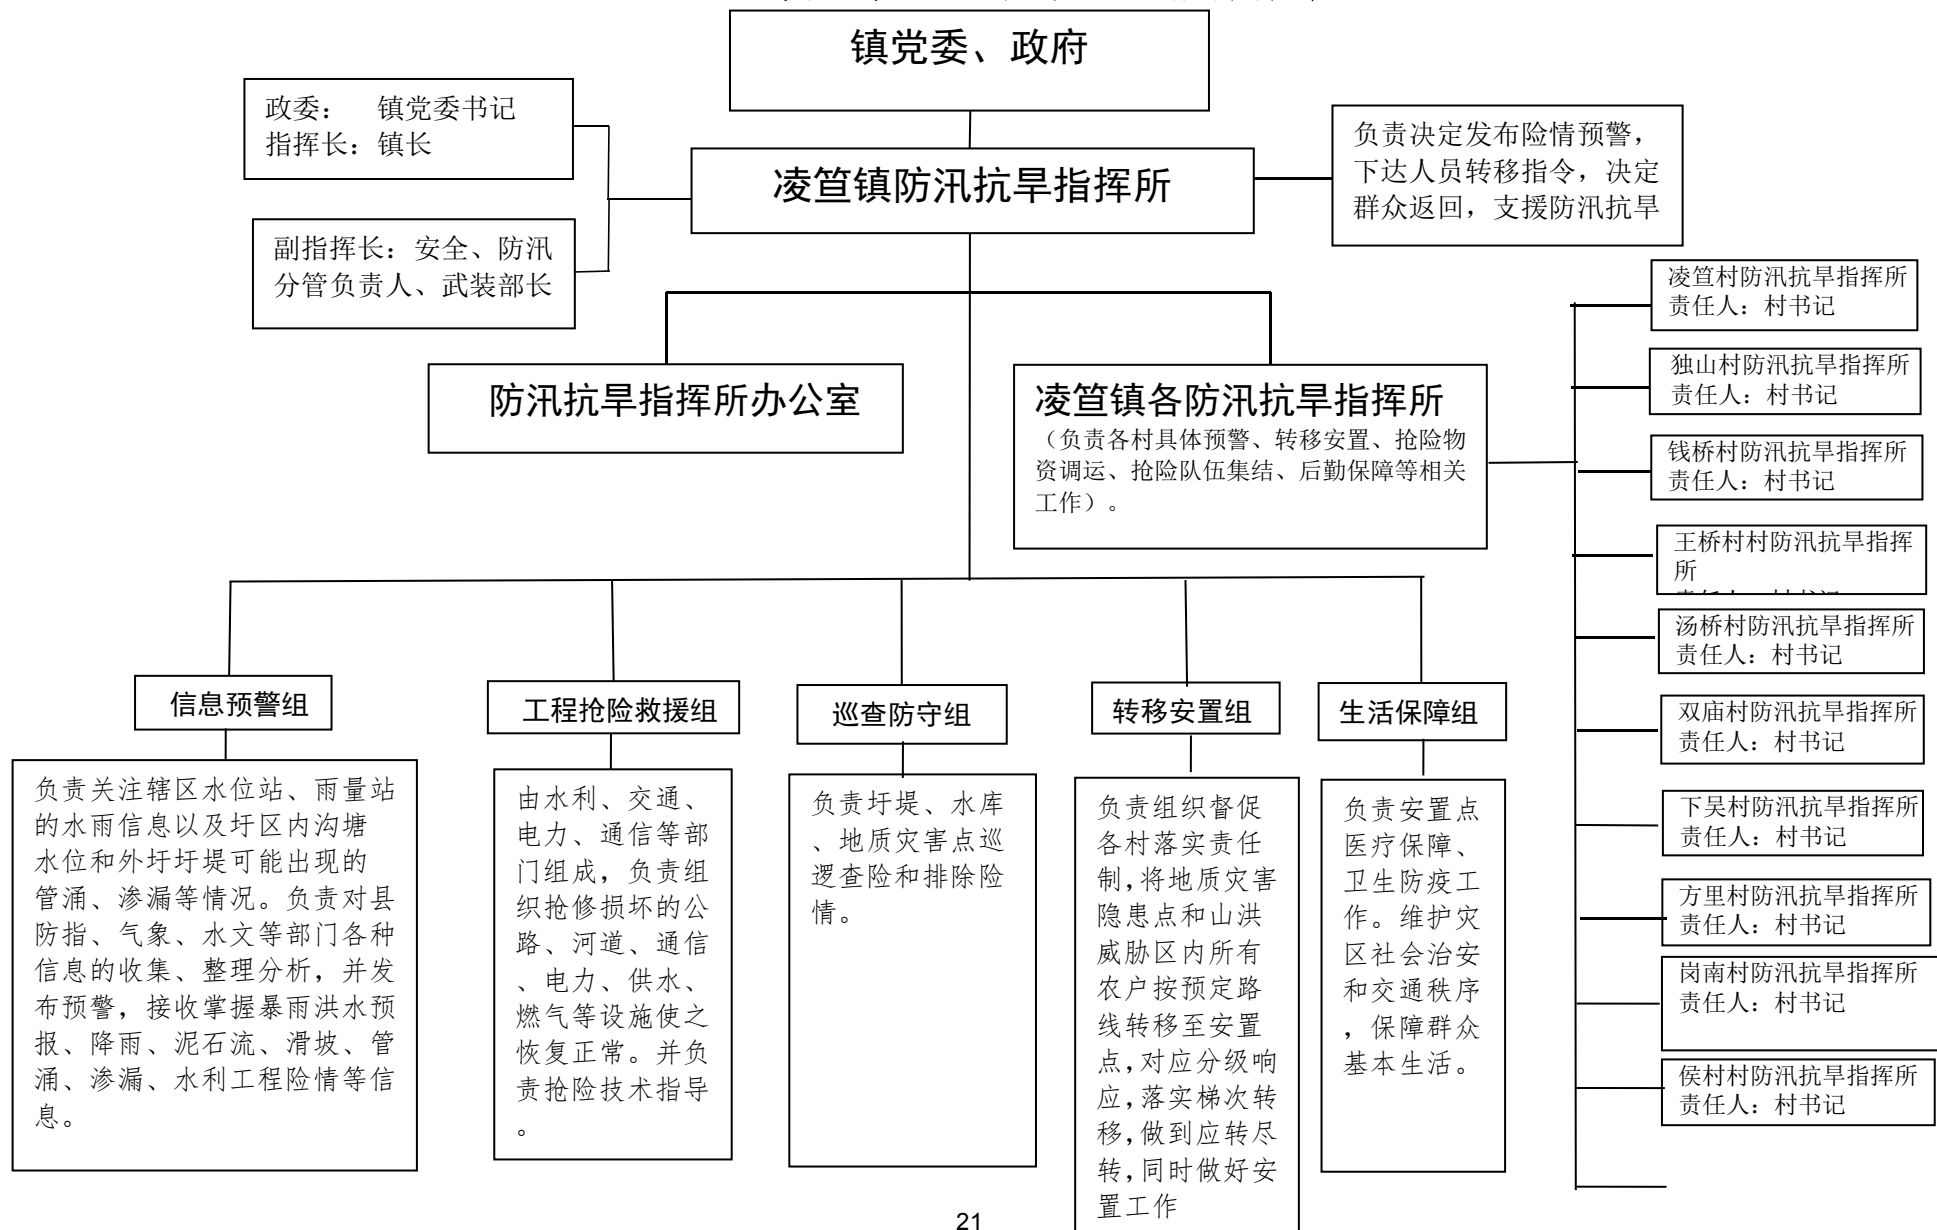 镇党委、政府
政委：　镇党委书记
指挥长：镇长
凌笪镇防汛抗旱指挥所
负责决定发布险情预警，
下达人员转移指令，决定
群众返回，支援防汛抗旱
副指挥长：安全、防汛
分管负责人、武装部长
防汛抗旱指挥所办公室
凌笪镇各防汛抗旱指挥所
（负责各村具体预警、转移安置、抢险物
资调运、抢险队伍集结、后勤保障等相关
工作）。
凌笪村防汛抗旱指挥所
责任人：村书记
独山村防汛抗旱指挥所
责任人：村书记
钱桥村防汛抗旱指挥所
责任人：村书记
王桥村村防汛抗旱指挥
所
汤桥村防汛抗旱指挥所
责任人：村书记
双庙村防汛抗旱指挥所
责任人：村书记
下吴村防汛抗旱指挥所
责任人：村书记
方里村防汛抗旱指挥所
责任人：村书记
岗南村防汛抗旱指挥所
责任人：村书记
侯村村防汛抗旱指挥所
责任人：村书记
信息预警组
负责关注辖区水位站、雨量站
的水雨信息以及圩区内沟塘
水位和外圩圩堤可能出现的
管涌、渗漏等情况。负责对县
防指、气象、水文等部门各种
信息的收集、整理分析，并发
布预警，接收掌握暴雨洪水预
报、降雨、泥石流、滑坡、管
涌、渗漏、水利工程险情等信
息。
工程抢险救援组
由水利、交通、
电力、通信等部
门组成，负责组
织抢修损坏的公
路、河道、通信
、电力、供水、
燃气等设施使之
恢复正常。并负
责抢险技术指导
。
巡查防守组
负责圩堤、水库
、地质灾害点巡
逻查险和排除险
情。
转移安置组
负责组织督促
各村落实责任
制，将地质灾害
隐患点和山洪
威胁区内所有
农户按预定路
线转移至安置
点，对应分级响
应，落实梯次转
移，做到应转尽
转，同时做好安
置工作
生活保障组
负责安置点
医疗保障、
卫生防疫工
作。维护灾
区社会治安
和交通秩序
，保障群众
基本生活。
21